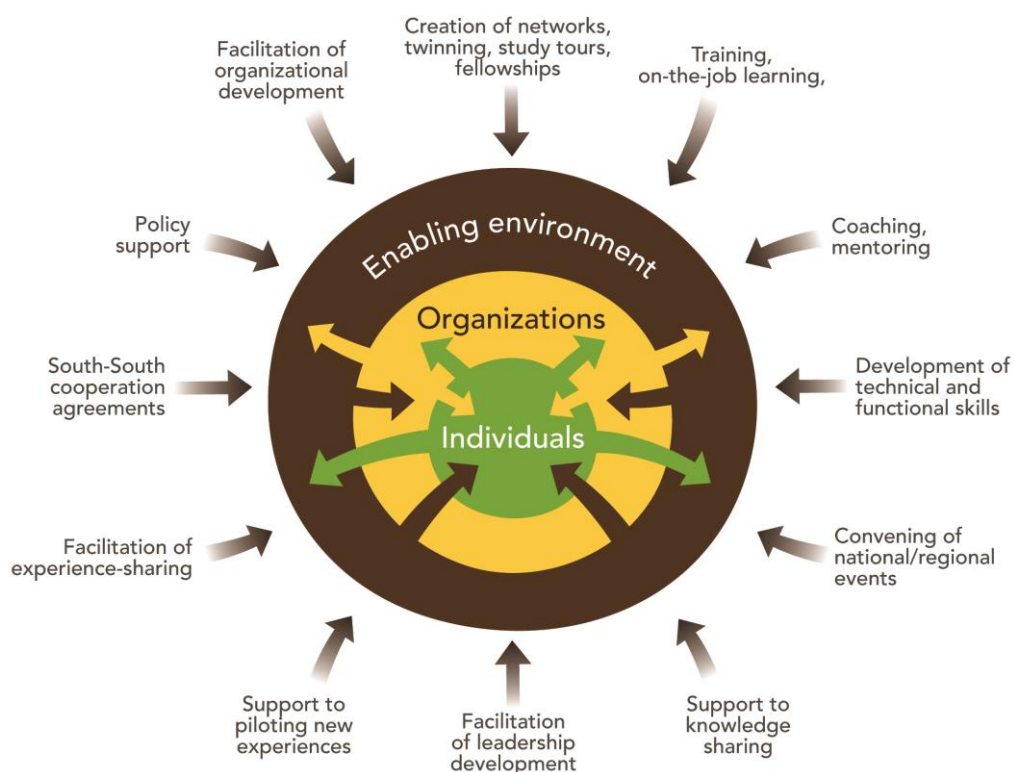 Creation of networks,
twinning, study tours,
fellowships
Facilitation of
organizational
development
Training,
on-the-job learning,
Policy
support
Coaching,
mentoring
Enabling environment
Organizations
Individuals
South-South
cooperation
agreements
Development of
technical and
functional skills
Facilitation of
experience-sharing
Convening of
national/regional
events
Support to
piloting new
experiences
Facilitation
of leadership
development
Support to
knowledge
sharing